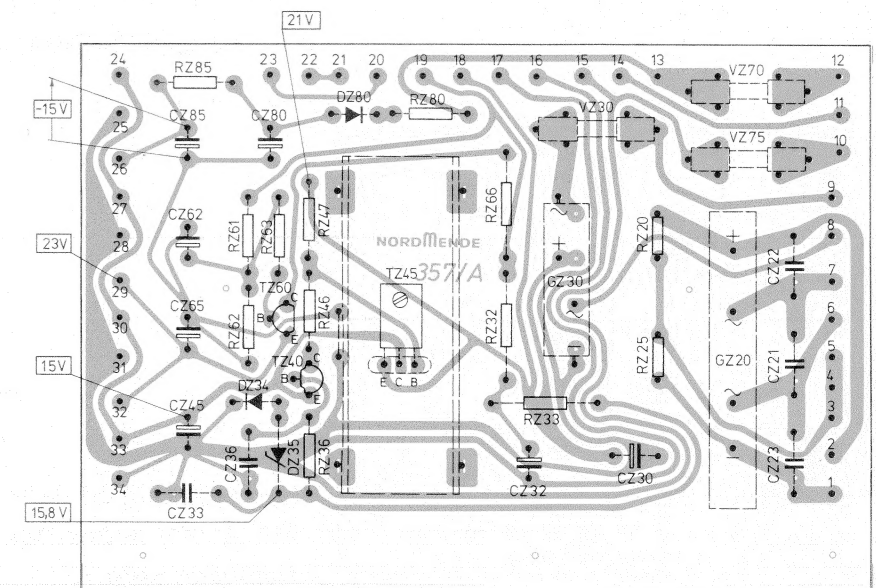 21V
24
RZ85
23
22
21
20
19
18
17
16
15
14
13
VZ70
12
-15V
25
CZ85
CZ80
DZ80
RZ80
VZ30
11
VZ75
10
26
27
CZ62
RZ61
RZ63
RZ47
RZ66
9
28
NORDMENDE
357/A
RZ20
8
23V
CZ22
29
TZ60
C
B
E
TZ45
GZ30
7
+
~
30
CZ65
RZ62
RZ46
RZ32
6
31
TZ40
C
B
E
E C B
RZ25
GZ20
CZ21
5
15V
DZ34
4
+
~
~
−
32
CZ45
RZ33
3
33
CZ36
DZ35
RZ36
CZ32
CZ30
CZ23
2
34
CZ33
1
15,8V